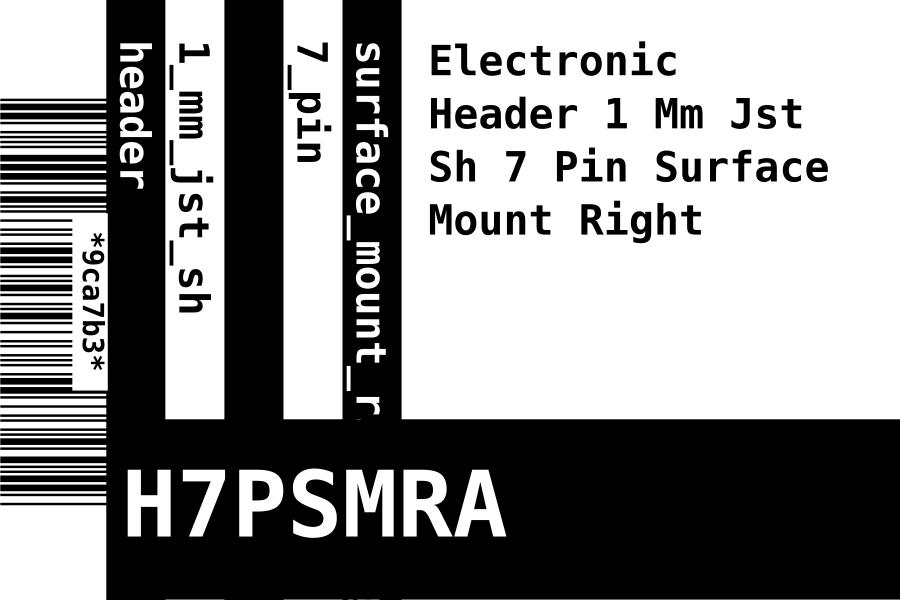 *9ca7b3*
header
1_mm_jst_sh
7_pin
surface_mount_r
Electronic
Header 1 Mm Jst
Sh 7 Pin Surface
Mount Right
H7PSMRA